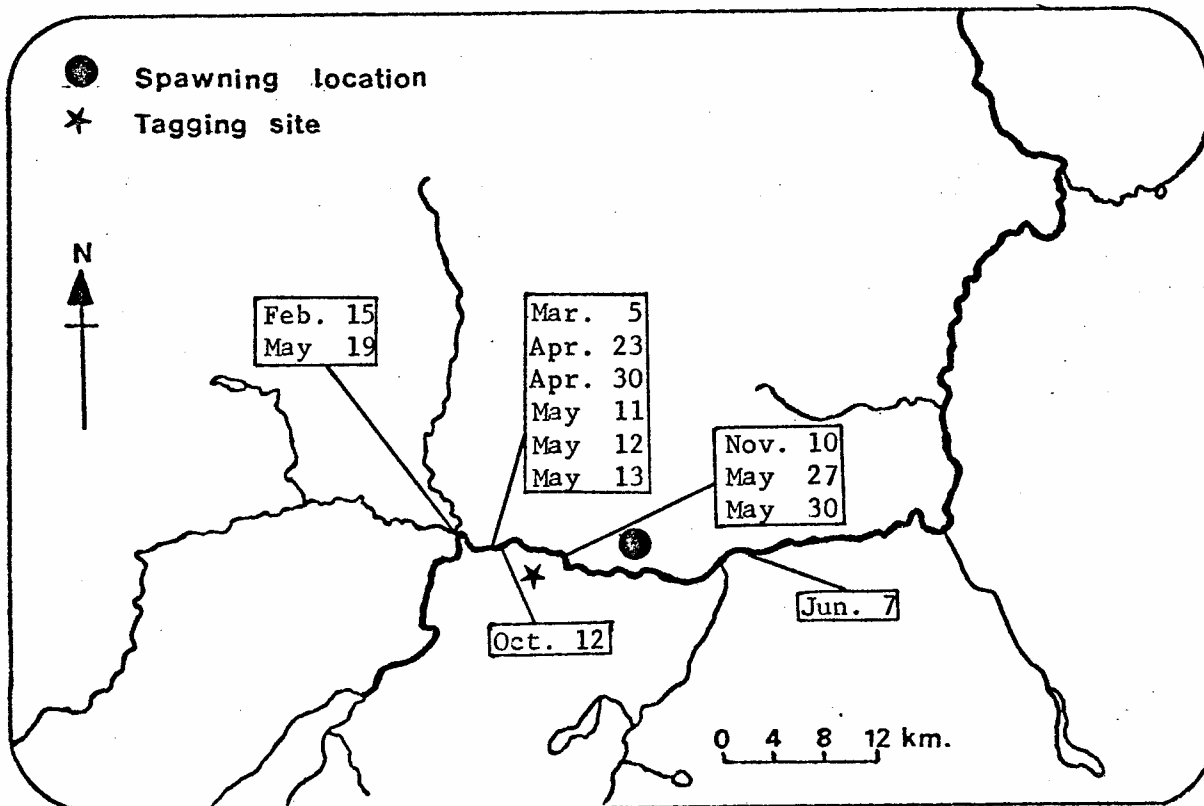 Spawning location
Tagging site
N
Feb. 15
May 19
Mar. 5
Apr. 23
Apr. 30
May 11
May 12
May 13
Nov. 10
May 27
May 30
Oct. 12
Jun. 7
0 4 8 12 km.